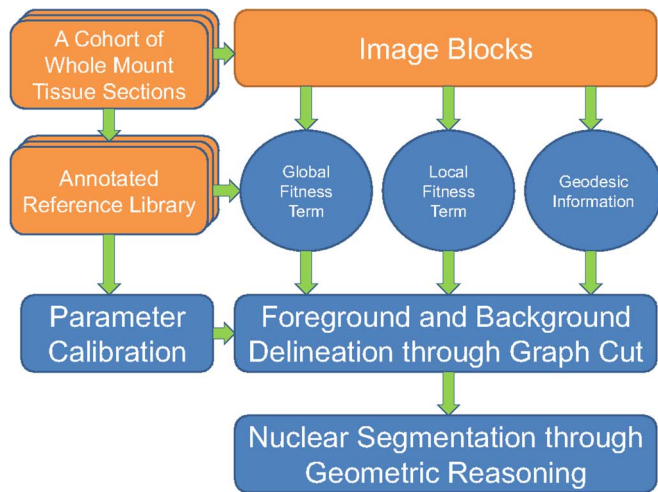 A Cohort of
Whole Mount
Tissue Sections
Image Blocks
Annotated
Reference Library
Global
Fitness
Term
Local
Fitness
Term
Geodesic
Information
Parameter
Calibration
Foreground and Background
Delineation through Graph Cut
Nuclear Segmentation through
Geometric Reasoning